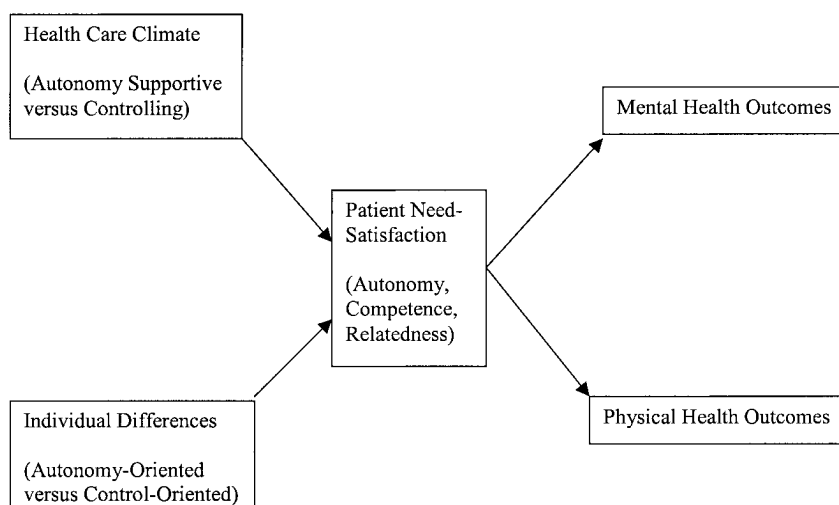 Health Care Climate
(Autonomy Supportive
versus Controlling)
Mental Health Outcomes
Patient Need-
Satisfaction
(Autonomy,
Competence,
Relatedness)
Individual Differences
(Autonomy-Oriented
versus Control-Oriented)
Physical Health Outcomes